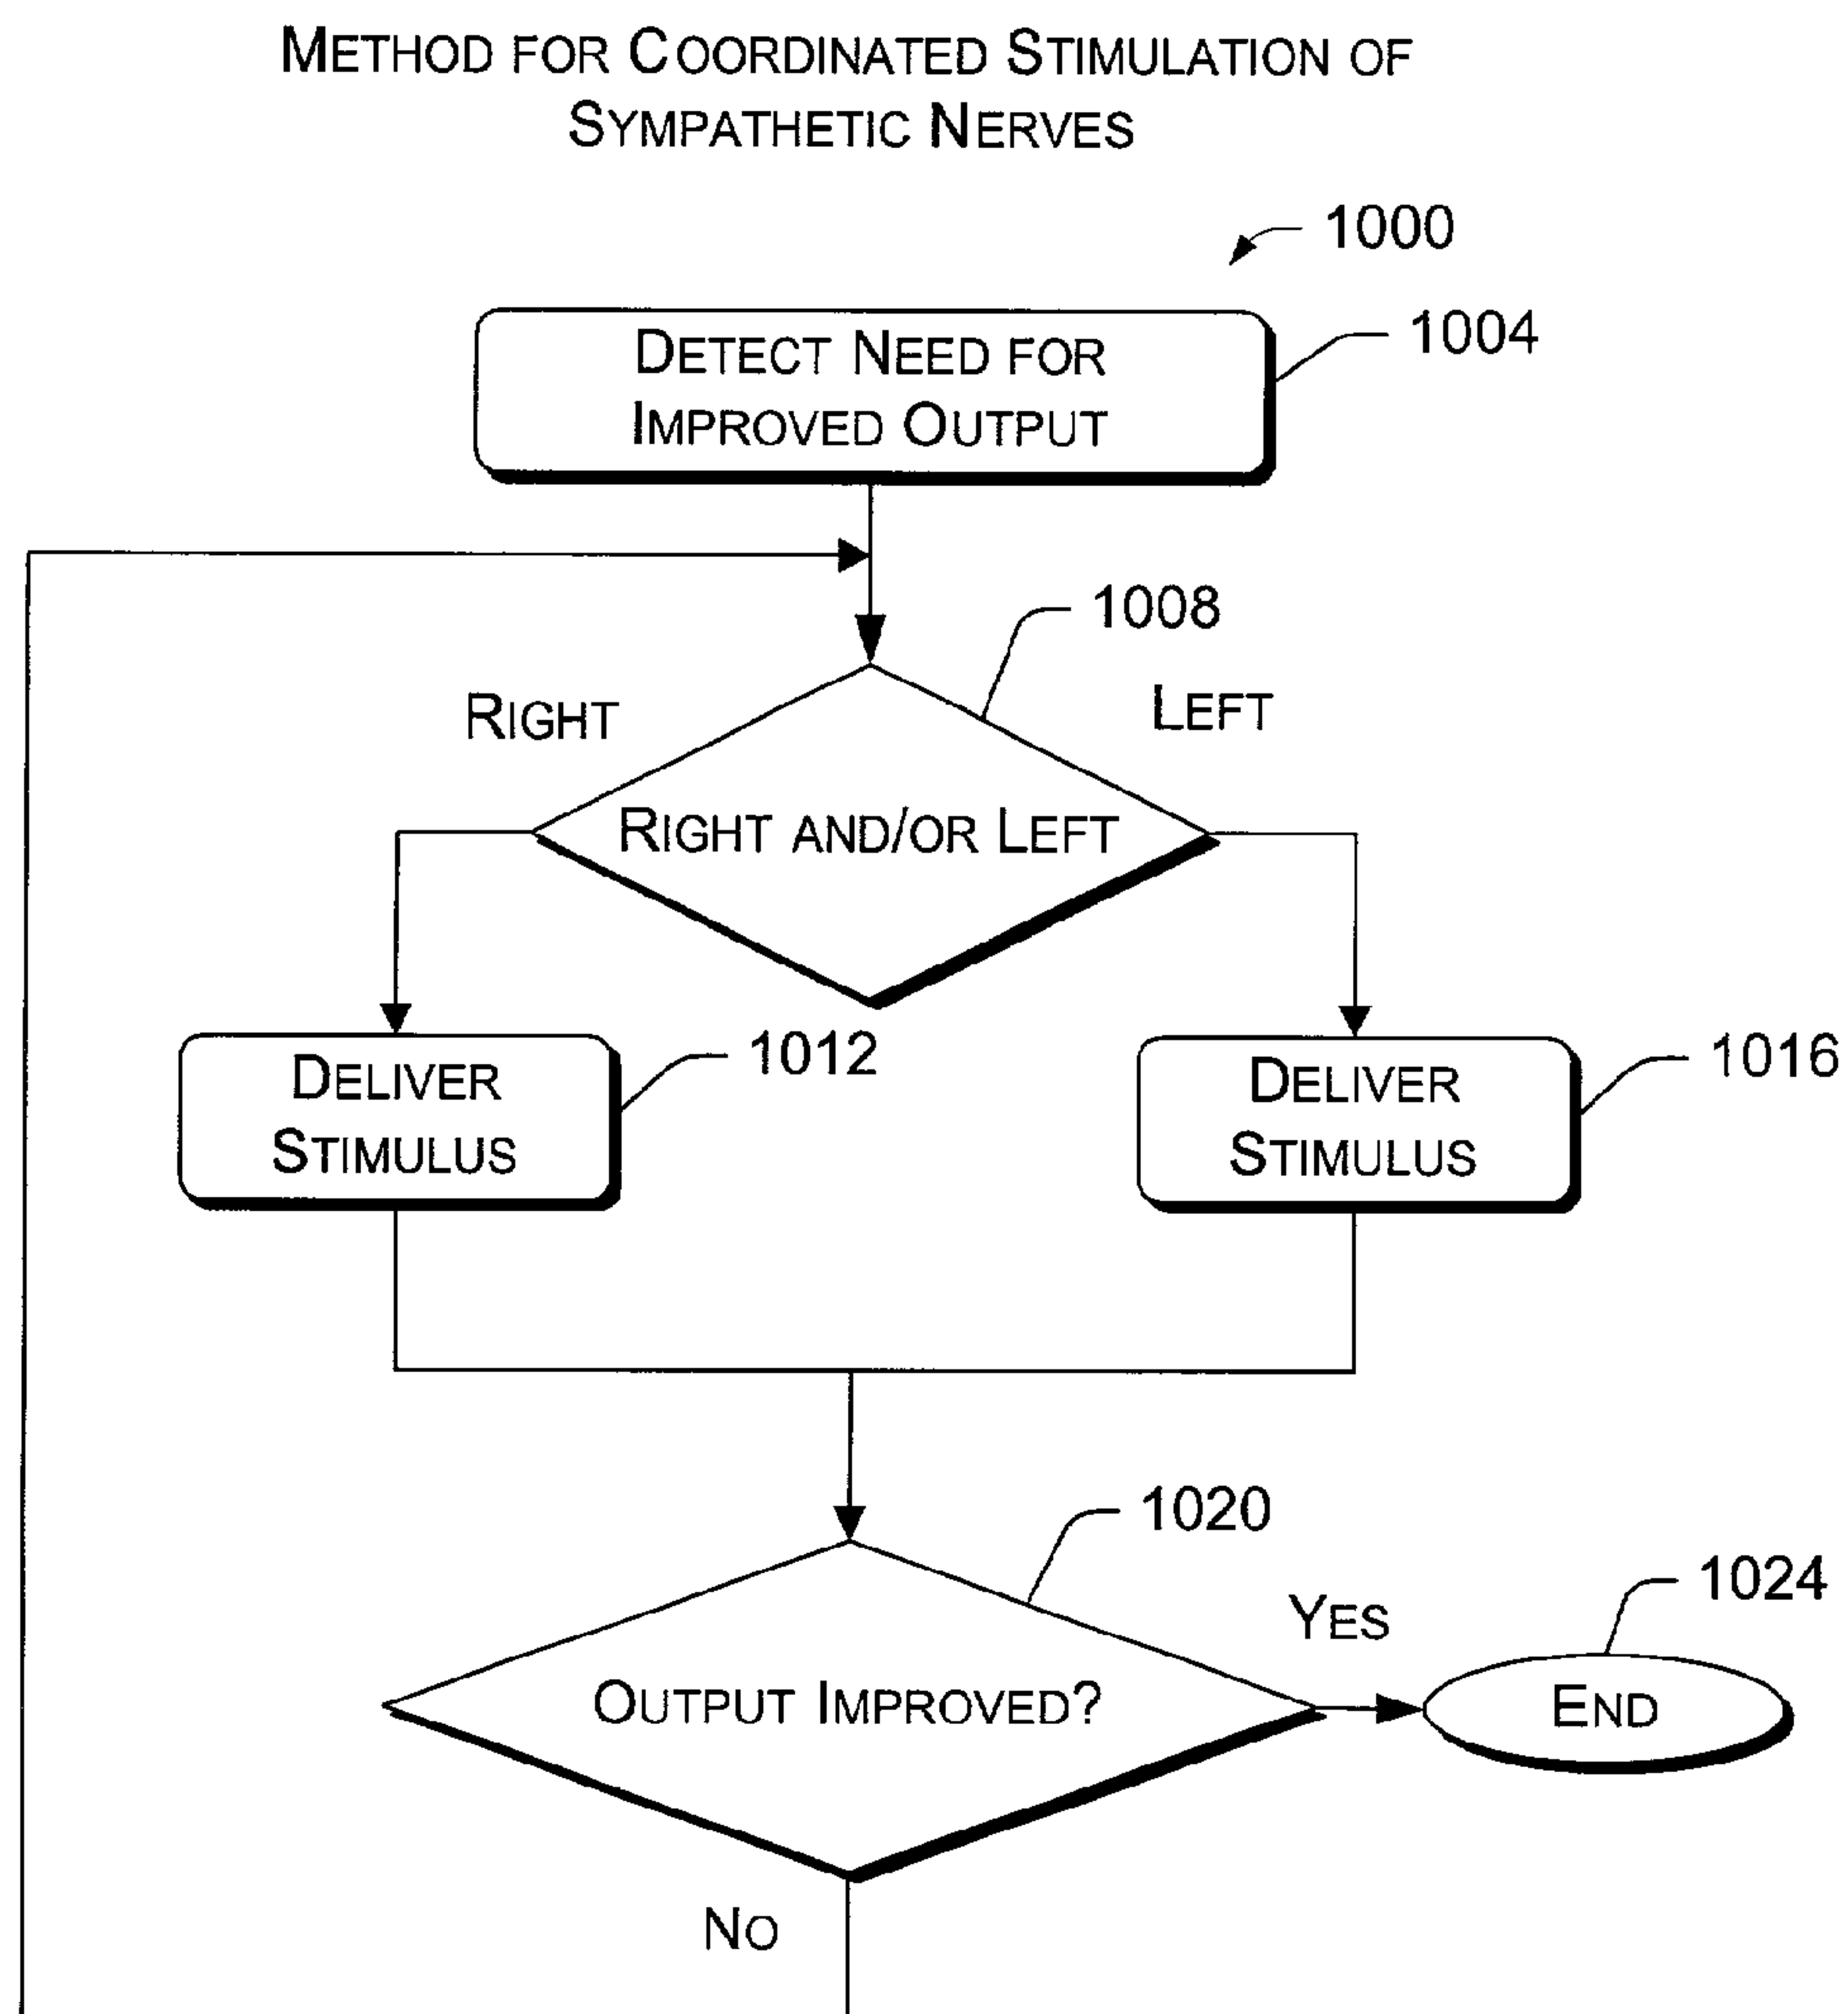 METHOD FOR COORDINATED STIMULATION OF
SYMPATHETIC NERVES
1000
DETECT NEED FOR
IMPROVED OUTPUT
1004
1008
RIGHT
LEFT
RIGHT AND/OR LEFT
DELIVER
STIMULUS
1012
DELIVER
STIMULUS
1016
1020
OUTPUT IMPROVED?
YES
1024
END
NO